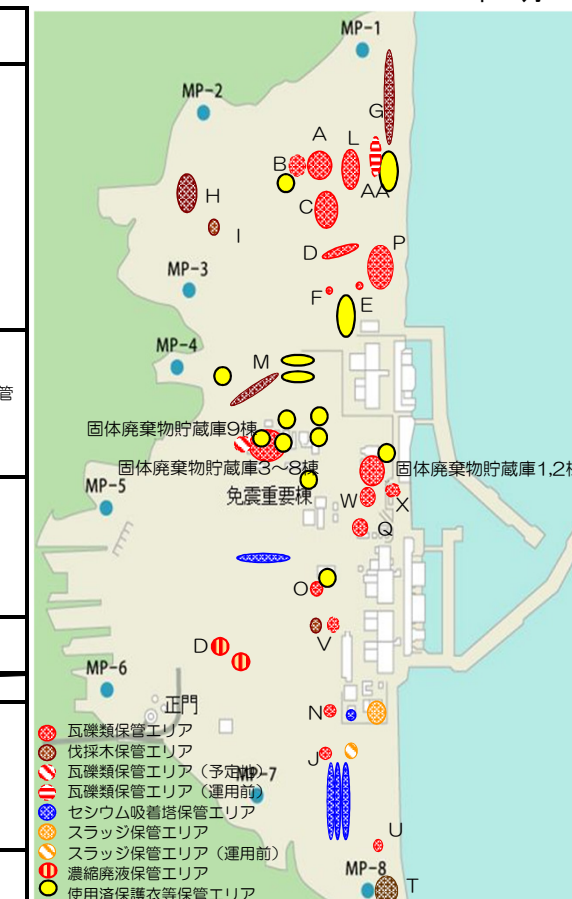 MP-1
MP-2
G
A
L
B
AA
H
C
I
D
P
MP-3
F
E
MP-4
M
管
固体廃棄物貯蔵庫9棟
固体廃棄物貯蔵庫3~8棟
固体廃棄物貯蔵庫1,2棟
MP-5
免震重要棟
W
X
Q
O
V
D
MP-6
正門
N
瓦礫類保管エリア
伐採木保管エリア
J
瓦礫類保管エリア(予定地)
MP-7
瓦礫類保管エリア(運用前)
セシウム吸着塔保管エリア
スラッジ保管エリア
U
スラッジ保管エリア(運用前)
濃縮廃液保管エリア
MP-8
T
使用済保護衣等保管エリア